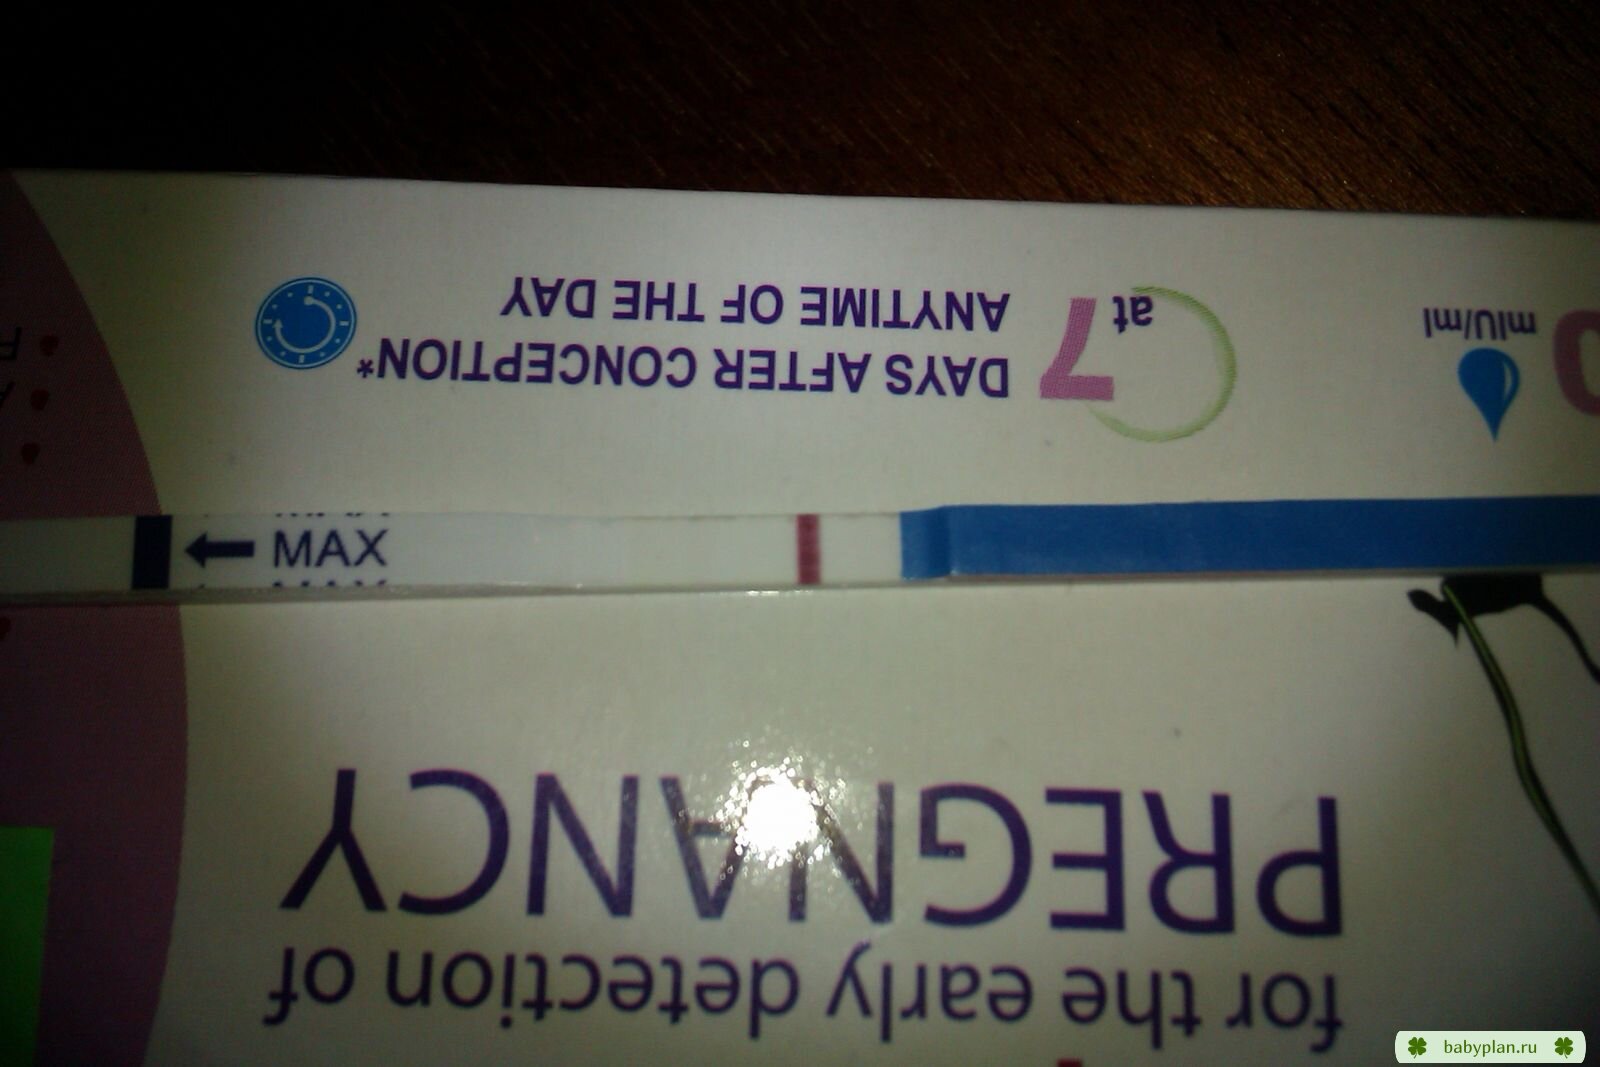 for the early detection of
PREGNANCY
MAX
mIU/ml
at 7
DAYS AFTER CONCEPTION*
ANYTIME OF THE DAY
babyplan.ru